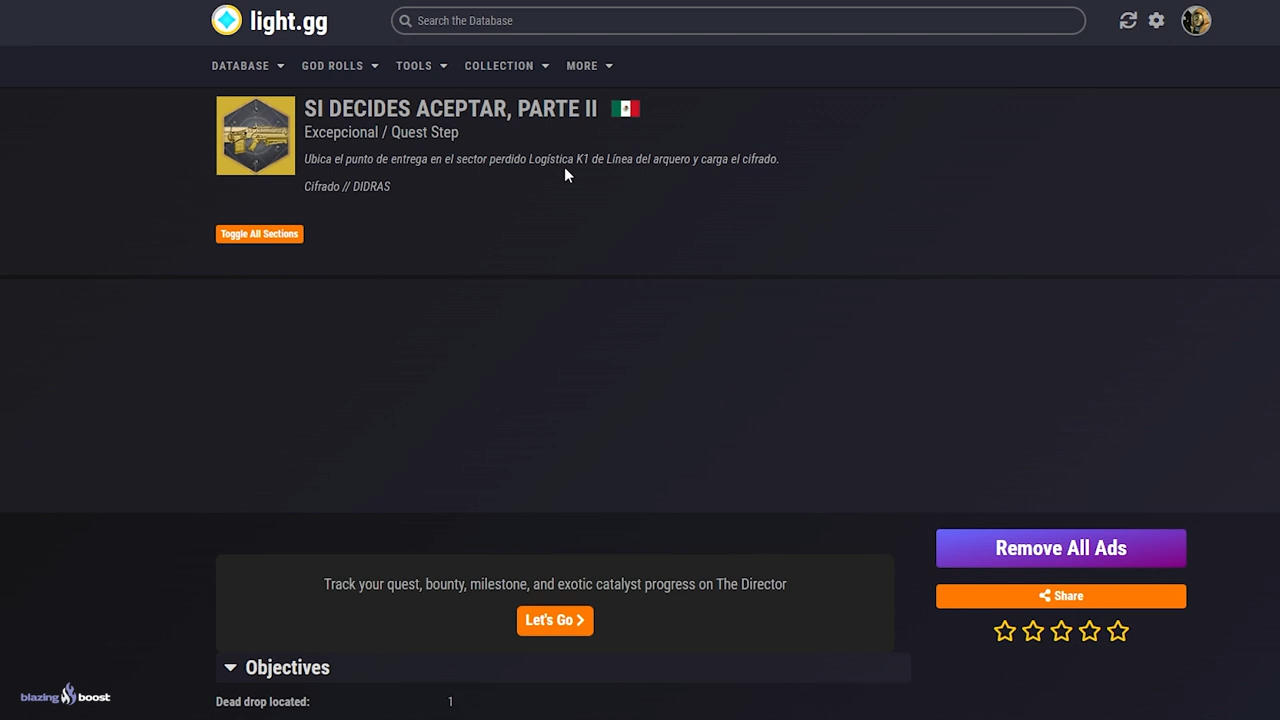 light.gg
Search the Database
DATABASE
GOD ROLLS
TOOLS
COLLECTION
MORE
SI DECIDES ACEPTAR, PARTE II
Excepcional / Quest Step
Ubica el punto de entrega en el sector perdido Logística K1 de Línea del arquero y carga el cifrado.
Cifrado // DIDRAS
Toggle All Sections
Remove All Ads
Track your quest, bounty, milestone, and exotic catalyst progress on The Director
Share
Let's Go
Objectives
blazing boost
Dead drop located: 1